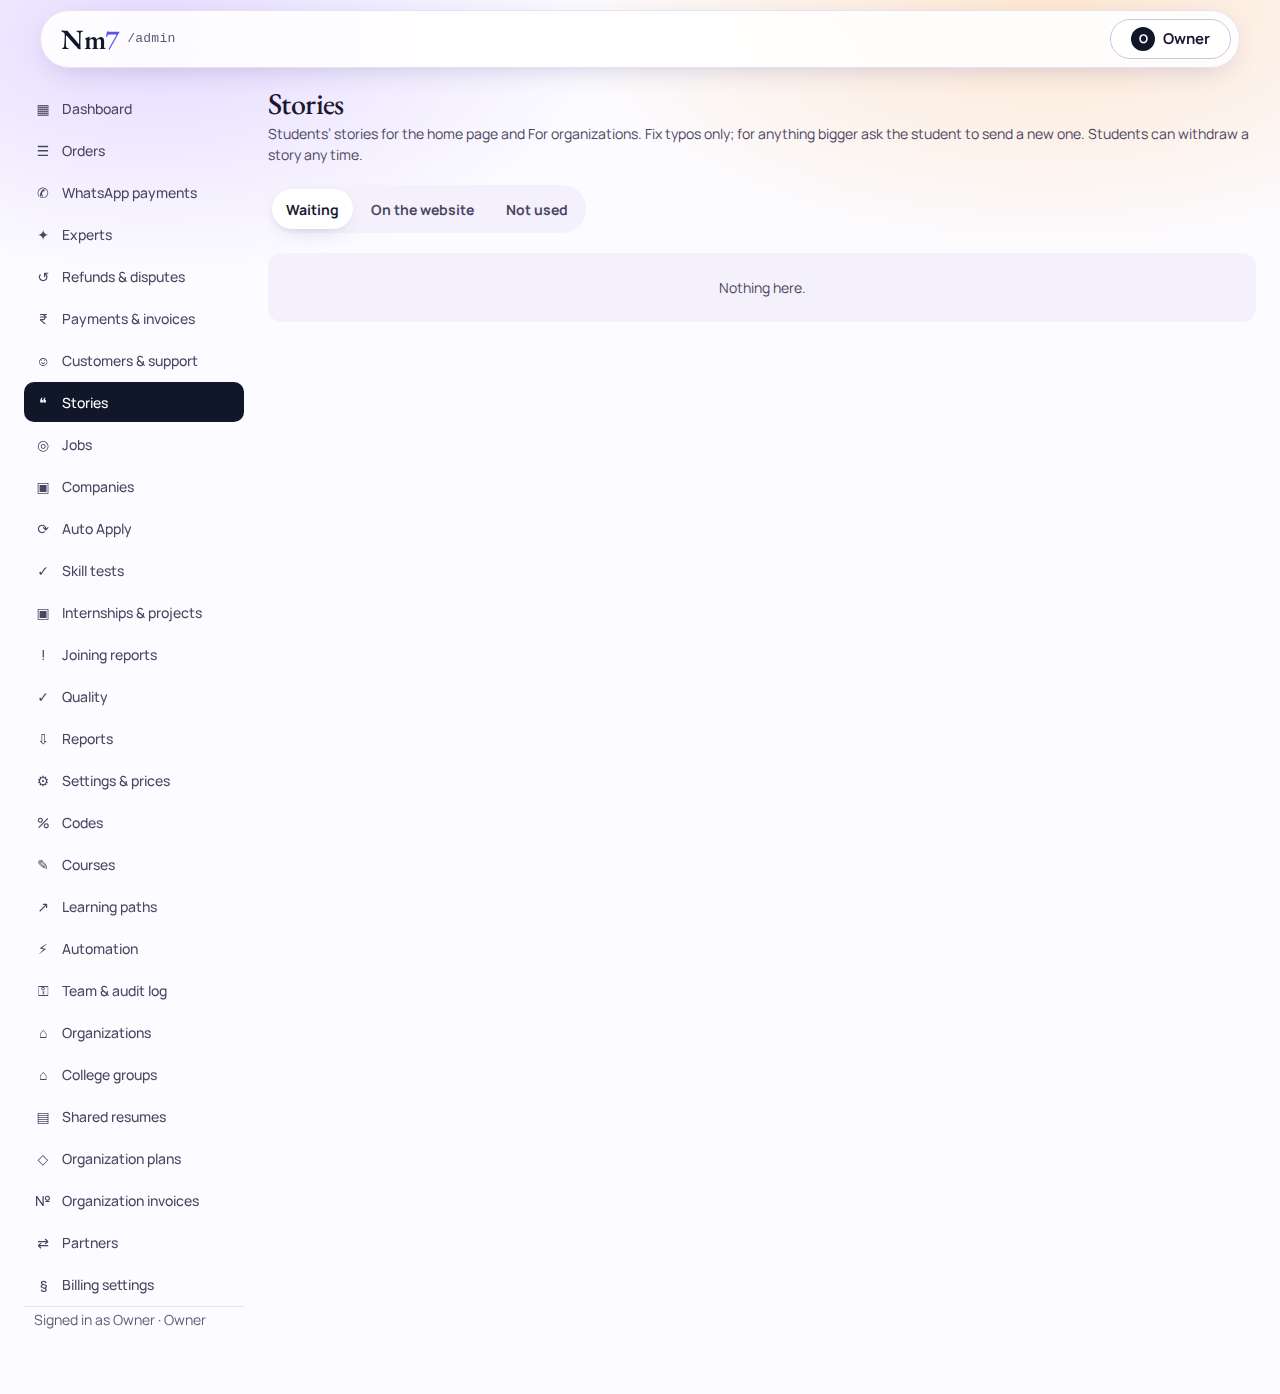 Nm7 /admin
O Owner
▦ Dashboard
☰ Orders
✆ WhatsApp payments
✦ Experts
↺ Refunds & disputes
₹ Payments & invoices
☺ Customers & support
❝ Stories
◎ Jobs
▣ Companies
⟳ Auto Apply
✓ Skill tests
▣ Internships & projects
! Joining reports
✓ Quality
⇩ Reports
⚙ Settings & prices
% Codes
✎ Courses
↗ Learning paths
⚡ Automation
⚿ Team & audit log
⌂ Organizations
⌂ College groups
▤ Shared resumes
◇ Organization plans
№ Organization invoices
⇄ Partners
§ Billing settings
Signed in as Owner · Owner
Stories
Students' stories for the home page and For organizations. Fix typos only; for anything bigger ask the student to send a new one. Students can withdraw a
story any time.
Waiting On the website Not used
Nothing here.